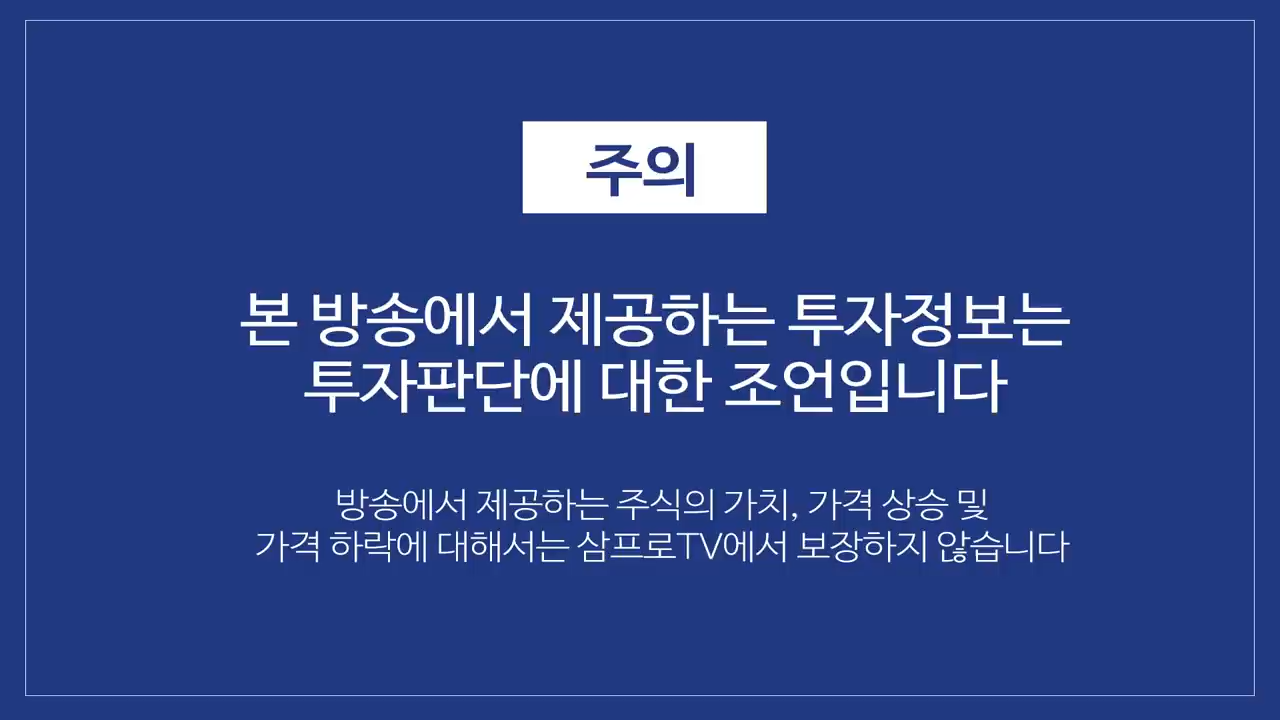 주의
본 방송에서 제공하는 투자정보는
투자판단에 대한 조언입니다
방송에서 제공하는 주식의 가치, 가격 상승 및
가격 하락에 대해서는 삼프로TV에서 보장하지 않습니다